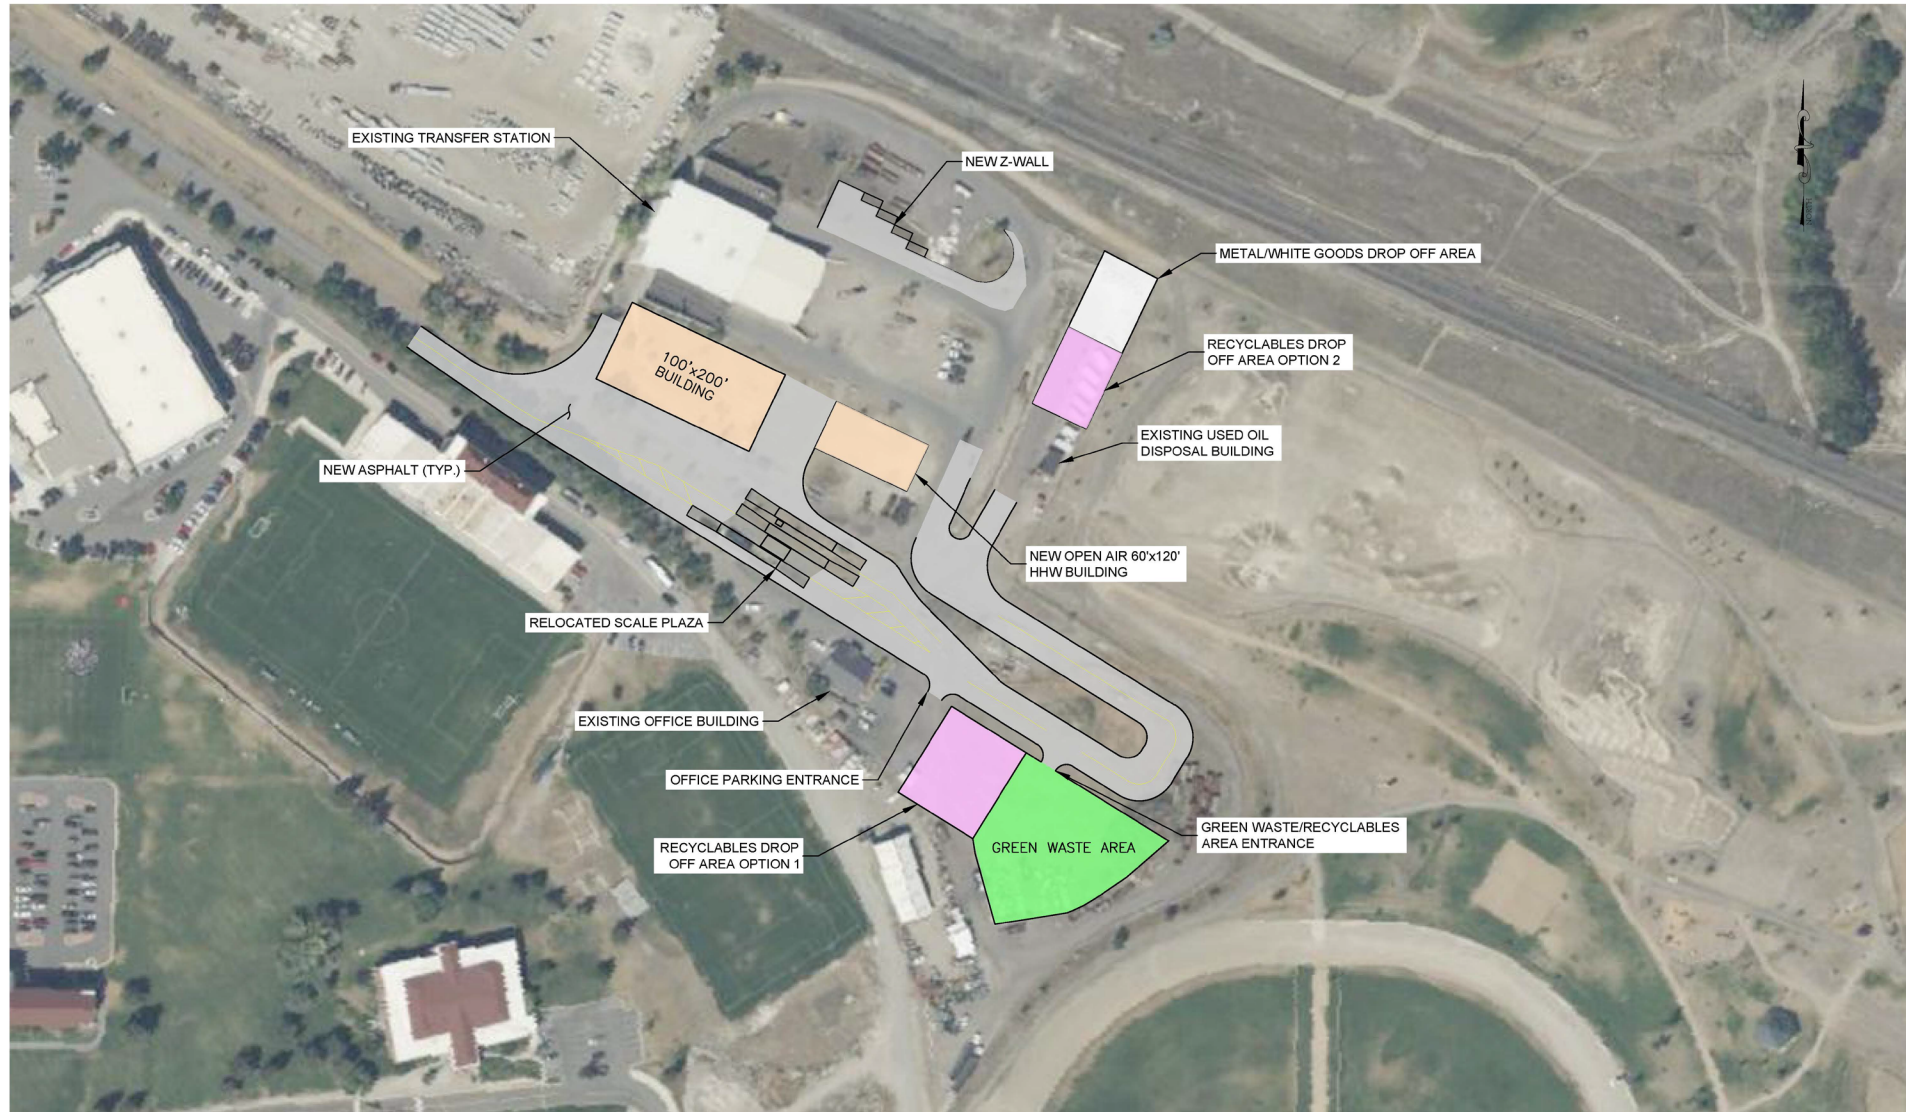 EXISTING TRANSFER STATION
NEW Z-WALL
METAL/WHITE GOODS DROP OFF AREA
RECYCLABLES DROP
OFF AREA OPTION 2
100'x200'
BUILDING
EXISTING USED OIL
DISPOSAL BUILDING
NEW ASPHALT (TYP.)
NEW OPEN AIR 60'x120'
HHW BUILDING
RELOCATED SCALE PLAZA
EXISTING OFFICE BUILDING
OFFICE PARKING ENTRANCE
GREEN WASTE/RECYCLABLES
AREA ENTRANCE
RECYCLABLES DROP
OFF AREA OPTION 1
GREEN WASTE AREA